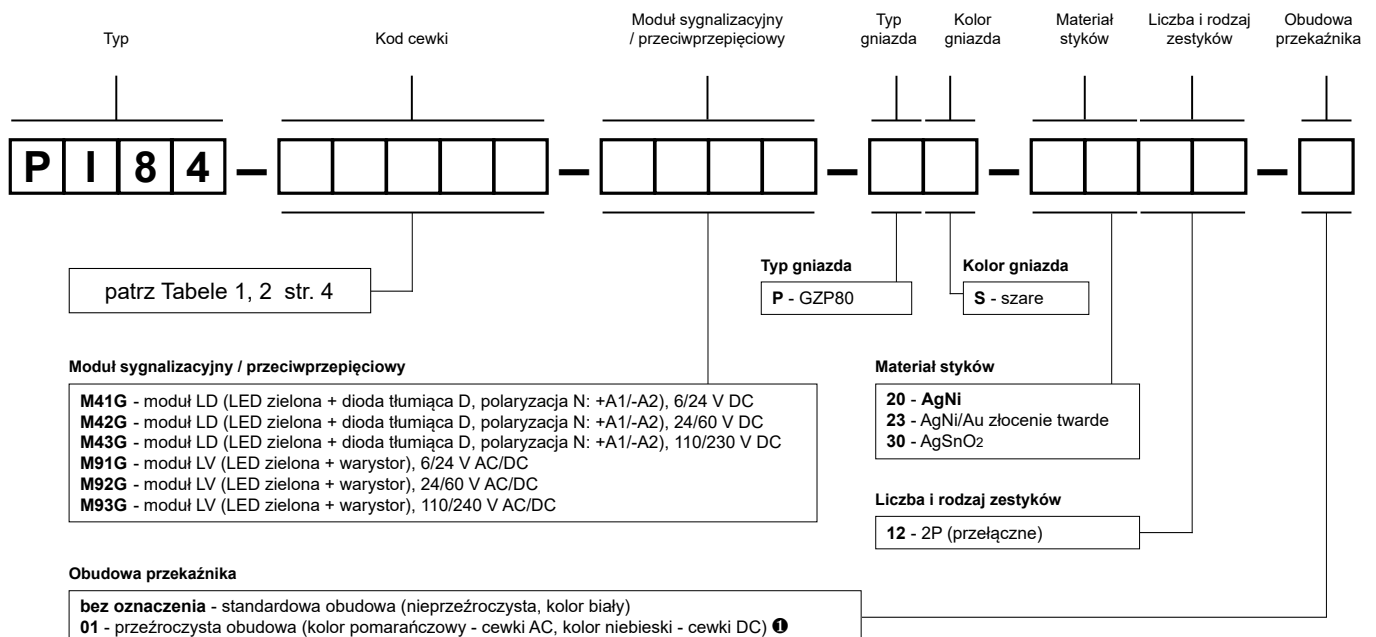 Typ
Kod cewki
Moduł sygnalizacyjny
/ przeciwprzepięciowy
Typ
gniazda
Kolor
gniazda
Materiał
styków
Liczba i rodzaj
zestyków
Obudowa
przekaźnika
P I 8 4 – – – – –
patrz Tabele 1, 2 str. 4
Typ gniazda
P - GZP80
Kolor gniazda
S - szare
Moduł sygnalizacyjny / przeciwprzepięciowy
M41G - moduł LD (LED zielona + dioda tłumiąca D, polaryzacja N: +A1/-A2), 6/24 V DC
M42G - moduł LD (LED zielona + dioda tłumiąca D, polaryzacja N: +A1/-A2), 24/60 V DC
M43G - moduł LD (LED zielona + dioda tłumiąca D, polaryzacja N: +A1/-A2), 110/230 V DC
M91G - moduł LV (LED zielona + warystor), 6/24 V AC/DC
M92G - moduł LV (LED zielona + warystor), 24/60 V AC/DC
M93G - moduł LV (LED zielona + warystor), 110/240 V AC/DC
Materiał styków
20 - AgNi
23 - AgNi/Au złocenie twarde
30 - AgSnO2
Liczba i rodzaj zestyków
12 - 2P (przełączne)
Obudowa przekaźnika
bez oznaczenia - standardowa obudowa (nieprzeźroczysta, kolor biały)
01 - przeźroczysta obudowa (kolor pomarańczowy - cewki AC, kolor niebieski - cewki DC) ❶